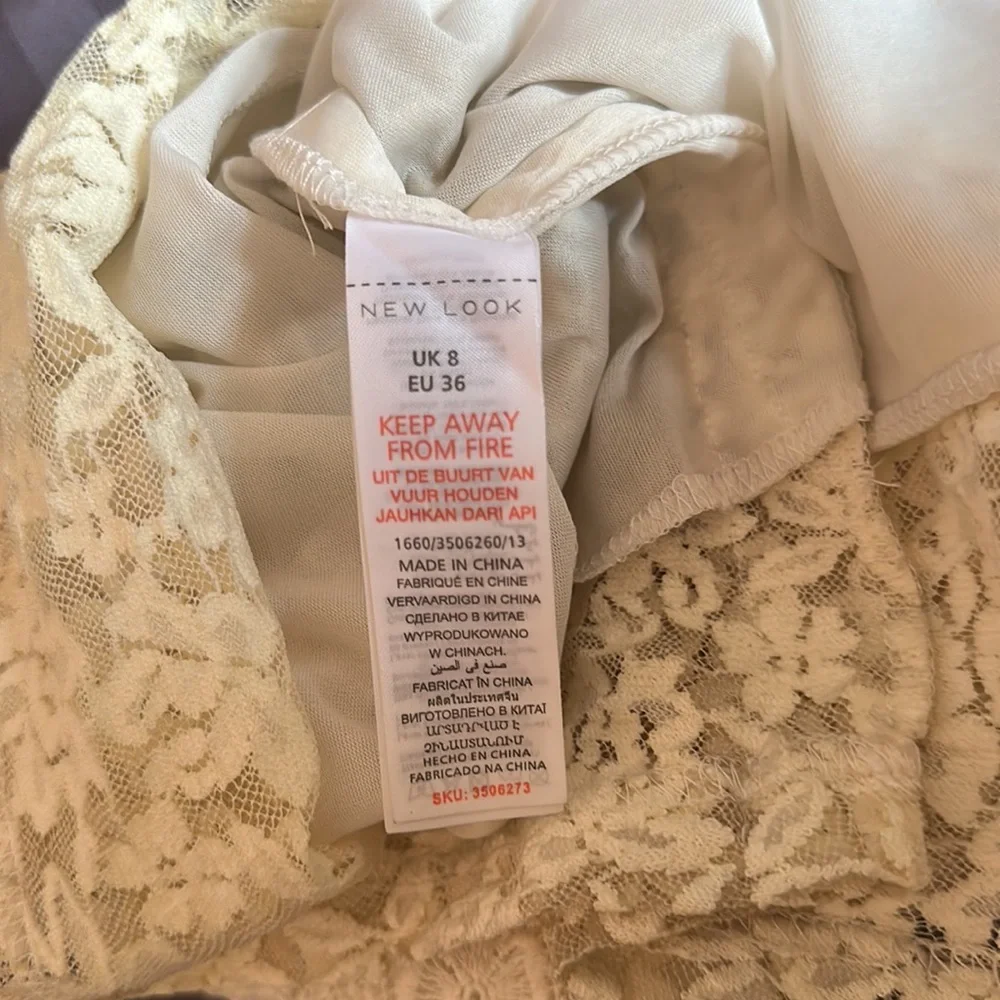 NEW LOOK
UK 8
EU 36
KEEP AWAY
FROM FIRE
UIT DE BUURT VAN
VUUR HOUDEN
JAUHKAN DARI API
1660/3506260/13
MADE IN CHINA
FABRIQUÉ EN CHINE
VERVAARDIGD IN CHINA
СДЕЛАНО В КИТАЕ
WYPRODUKOWANO
W CHINACH.
صنع في الصين
FABRICAT ÎN CHINA
ผลิตในประเทศจีน
ВИГОТОВЛЕНО В КИТАЇ
ԱՐՏԱԴՐՎԱԾ Է
ՉԻՆԱՍՏԱՆՈՒՄ
HECHO EN CHINA
FABRICADO NA CHINA
SKU: 3506273